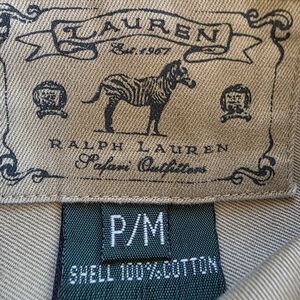 LAUREN
Est. 1967
RALPH LAUREN
Safari Outfitters
P/M
SHELL 100% COTTON